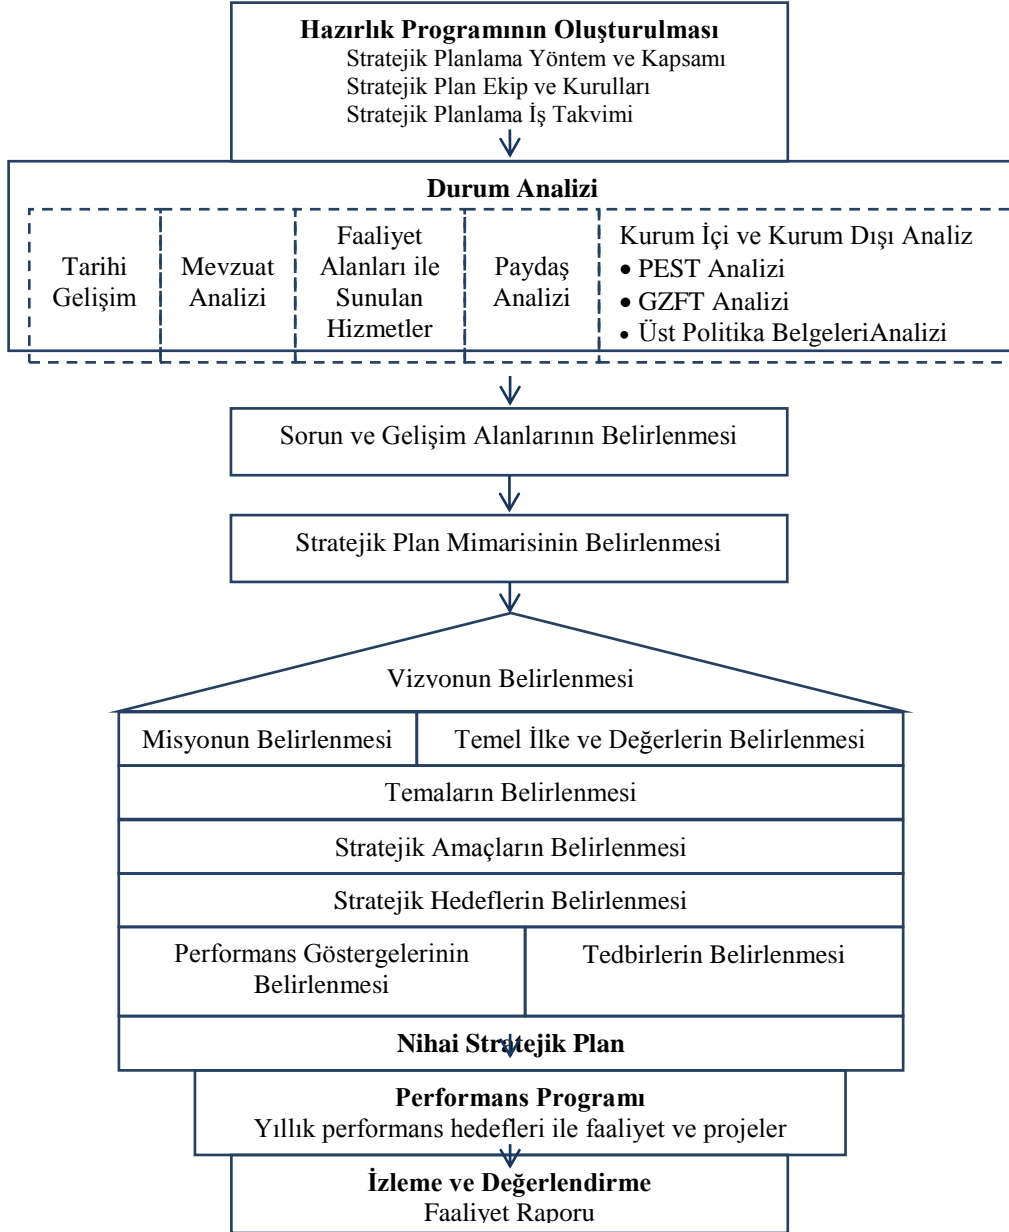 Hazırlık Programının Oluşturulması
Stratejik Planlama Yöntem ve Kapsamı
Stratejik Plan Ekip ve Kurulları
Stratejik Planlama İş Takvimi
Durum Analizi
Tarihi
Gelişim
Mevzuat
Analizi
Faaliyet
Alanları ile
Sunulan
Hizmetler
Paydaş
Analizi
Kurum İçi ve Kurum Dışı Analiz
• PEST Analizi
• GZFT Analizi
• Üst Politika BelgeleriAnalizi
Sorun ve Gelişim Alanlarının Belirlenmesi
Stratejik Plan Mimarisinin Belirlenmesi
Vizyonun Belirlenmesi
Misyonun Belirlenmesi
Temel İlke ve Değerlerin Belirlenmesi
Temaların Belirlenmesi
Stratejik Amaçların Belirlenmesi
Stratejik Hedeflerin Belirlenmesi
Performans Göstergelerinin
Belirlenmesi
Tedbirlerin Belirlenmesi
Nihai Stratejik Plan
Performans Programı
Yıllık performans hedefleri ile faaliyet ve projeler
İzleme ve Değerlendirme
Faaliyet Raporu